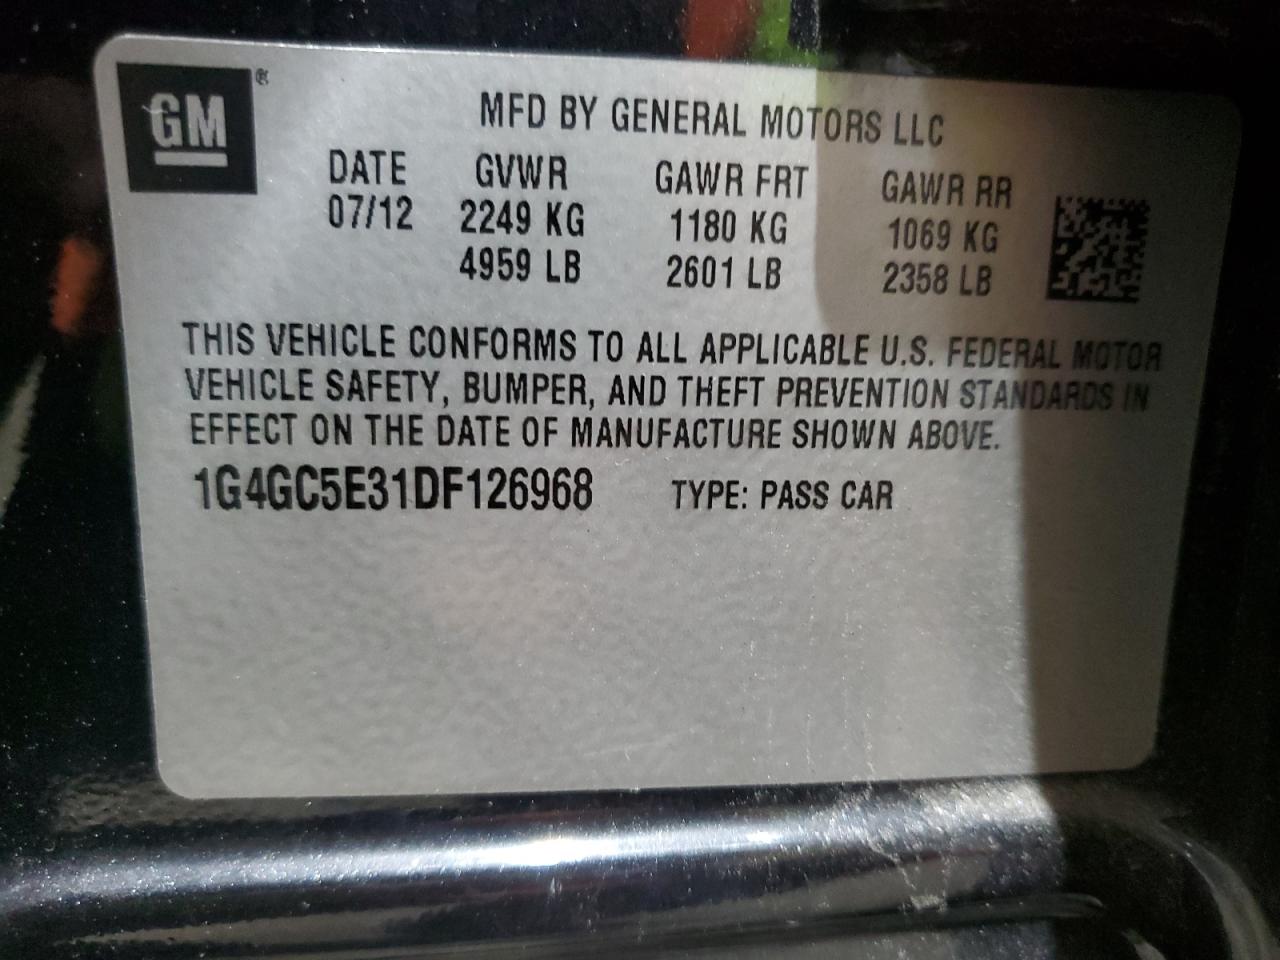 GM ®
MFD BY GENERAL MOTORS LLC
DATE GVWR GAWR FRT GAWR RR
07/12 2249 KG 1180 KG 1069 KG
4959 LB 2601 LB 2358 LB
THIS VEHICLE CONFORMS TO ALL APPLICABLE U.S. FEDERAL MOTOR
VEHICLE SAFETY, BUMPER, AND THEFT PREVENTION STANDARDS IN
EFFECT ON THE DATE OF MANUFACTURE SHOWN ABOVE.
1G4GC5E31DF126968 TYPE: PASS CAR